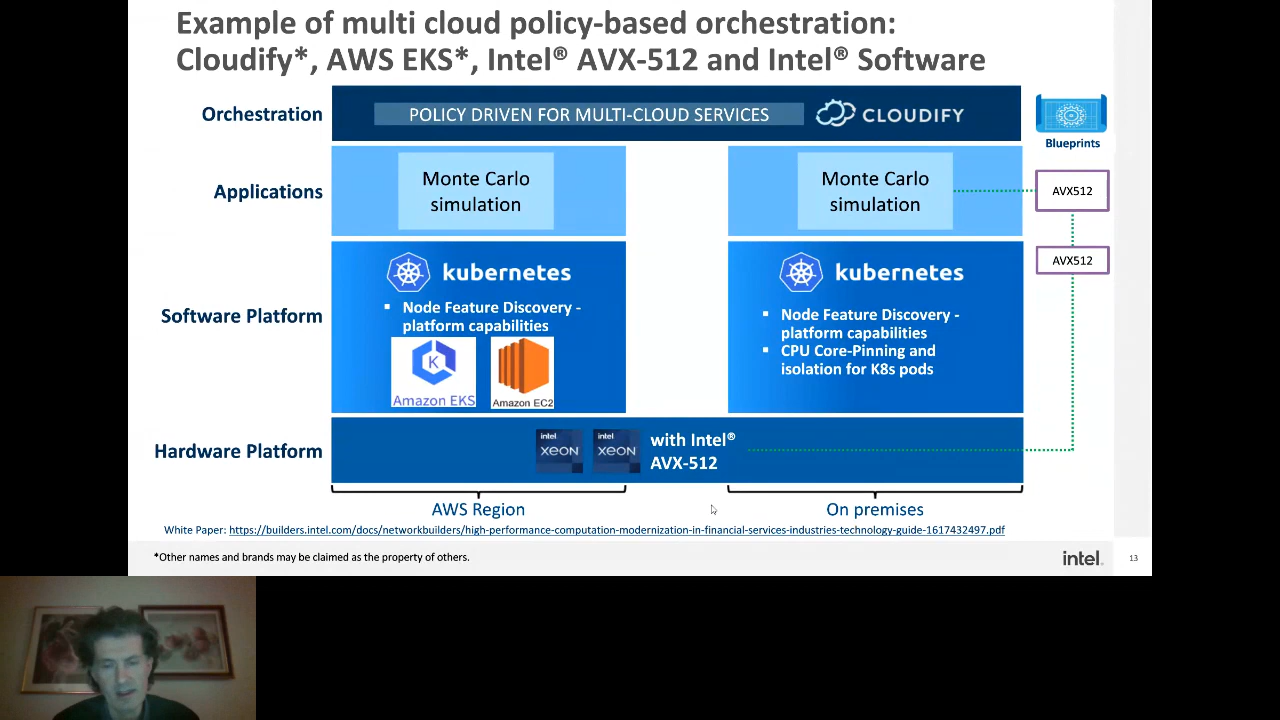 Example of multi cloud policy-based orchestration:
Cloudify*, AWS EKS*, Intel® AVX-512 and Intel® Software
Orchestration
POLICY DRIVEN FOR MULTI-CLOUD SERVICES
CLOUDIFY
Blueprints
Applications
Monte Carlo
simulation
Monte Carlo
simulation
AVX512
Software Platform
kubernetes
▪ Node Feature Discovery -
platform capabilities
K
Amazon EKS
Amazon EC2
kubernetes
▪ Node Feature Discovery -
platform capabilities
▪ CPU Core-Pinning and
isolation for K8s pods
AVX512
Hardware Platform
intel
XEON
intel
XEON
with Intel®
AVX-512
AWS Region
On premises
White Paper: https://builders.intel.com/docs/networkbuilders/high-performance-computation-modernization-in-financial-services-industries-technology-guide-1617432497.pdf
*Other names and brands may be claimed as the property of others.
intel.
13